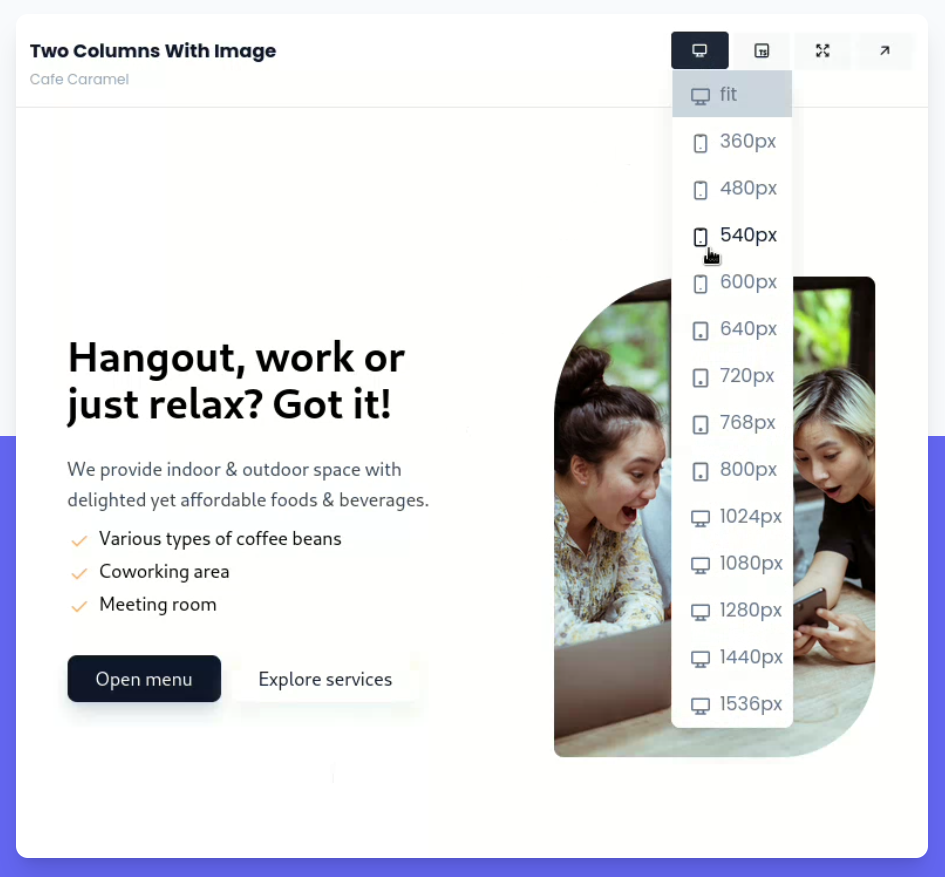 Two Columns With Image
Cafe Caramel
TS
fit
360px
480px
540px
600px
640px
720px
768px
800px
1024px
1080px
1280px
1440px
1536px
Hangout, work or
just relax? Got it!
We provide indoor & outdoor space with
delighted yet affordable foods & beverages.
Various types of coffee beans
Coworking area
Meeting room
Open menu
Explore services